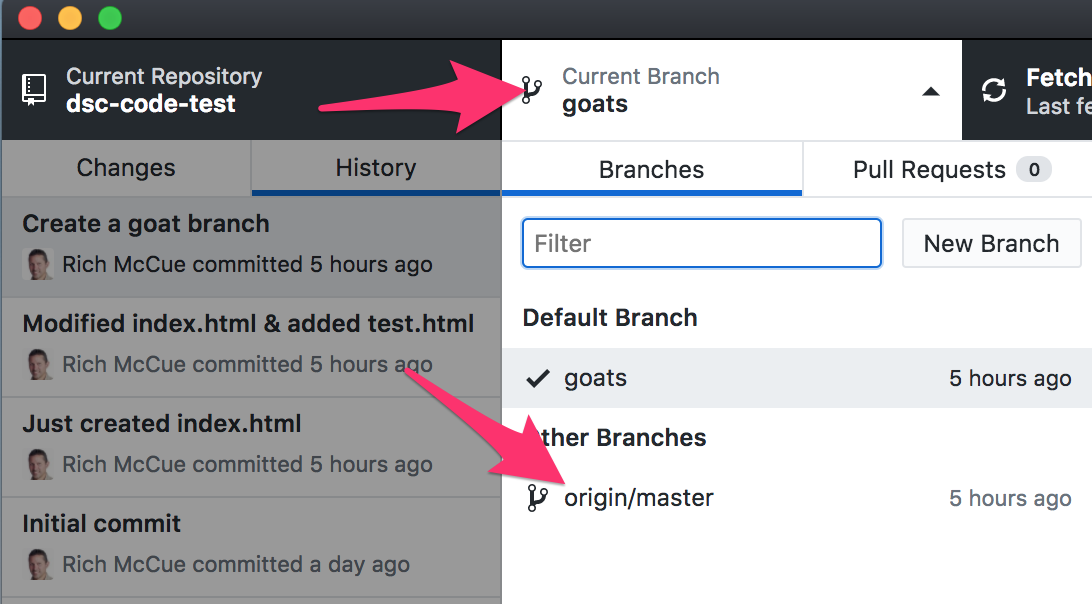 Current Repository
dsc-code-test
Current Branch
goats
Fetch
Last fe
Changes
History
Create a goat branch
Rich McCue committed 5 hours ago
Modified index.html & added test.html
Rich McCue committed 5 hours ago
Just created index.html
Rich McCue committed 5 hours ago
Initial commit
Rich McCue committed a day ago
Branches
Pull Requests 0
Filter
New Branch
Default Branch
goats 5 hours ago
ther Branches
origin/master 5 hours ago